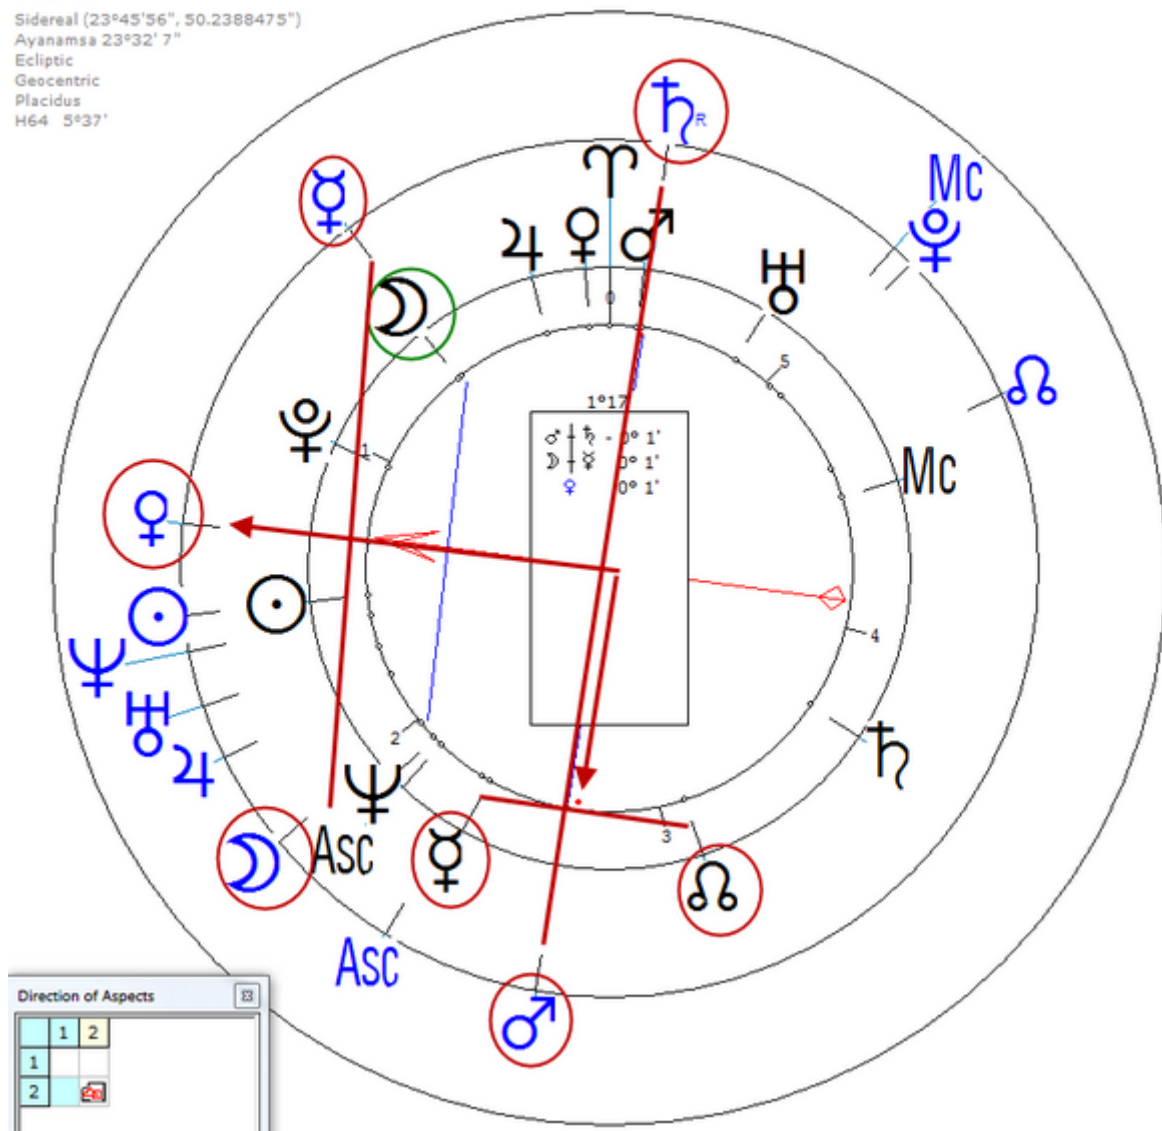 Sidereal (23°45'56", 50.2388475")
Ayanamsa 23°32' 7"
Ecliptic
Geocentric
Placidus
H64 5°37'
♄R
☿
♈
Mc
♃ ♀ ♂
♇
☽
♅
0
5
☊
1°17'
♂ ♄ - 0° 1'
☽ ☿ 0° 1'
♀ 0° 1'
♇
1
Mc
♀
☉
☉
♆
4
♅
2
♄
♃
♆
3
☽
Asc
☿
☊
Asc
♂
Direction of Aspects
1 2
1
2